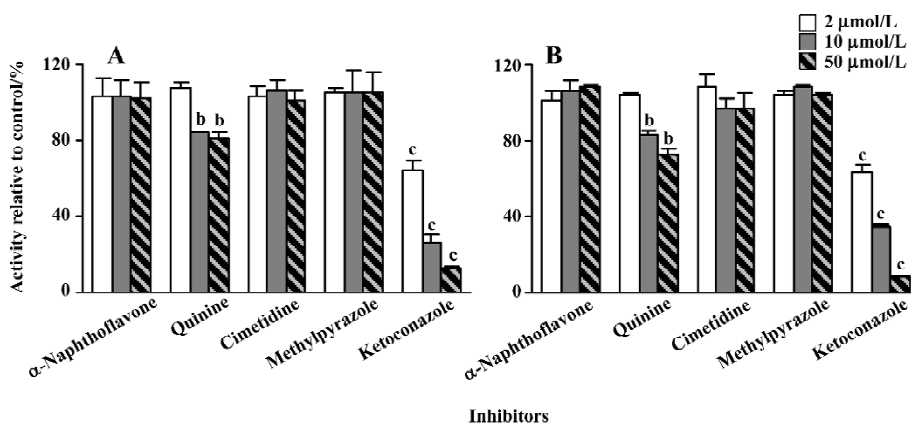 2 μmol/L
10 μmol/L
50 μmol/L
A
B
Activity relative to control/%
120
80
40
0
b
b
c
c
c
α-Naphthoflavone
Quinine
Cimetidine
Methylpyrazole
Ketoconazole
120
80
40
0
b
b
c
c
c
α-Naphthoflavone
Quinine
Cimetidine
Methylpyrazole
Ketoconazole
Inhibitors